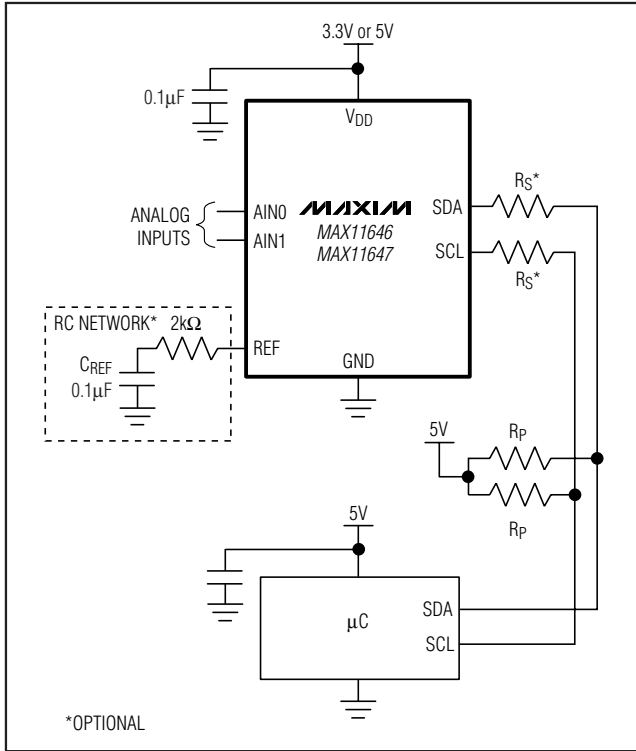 3.3V or 5V
0.1µF
VDD
ANALOG
INPUTS
AIN0
AIN1
MAXIM
MAX11646
MAX11647
SDA
SCL
RS*
RS*
RC NETWORK*
2kΩ
REF
CREF
0.1µF
GND
5V
RP
RP
5V
µC
SDA
SCL
*OPTIONAL